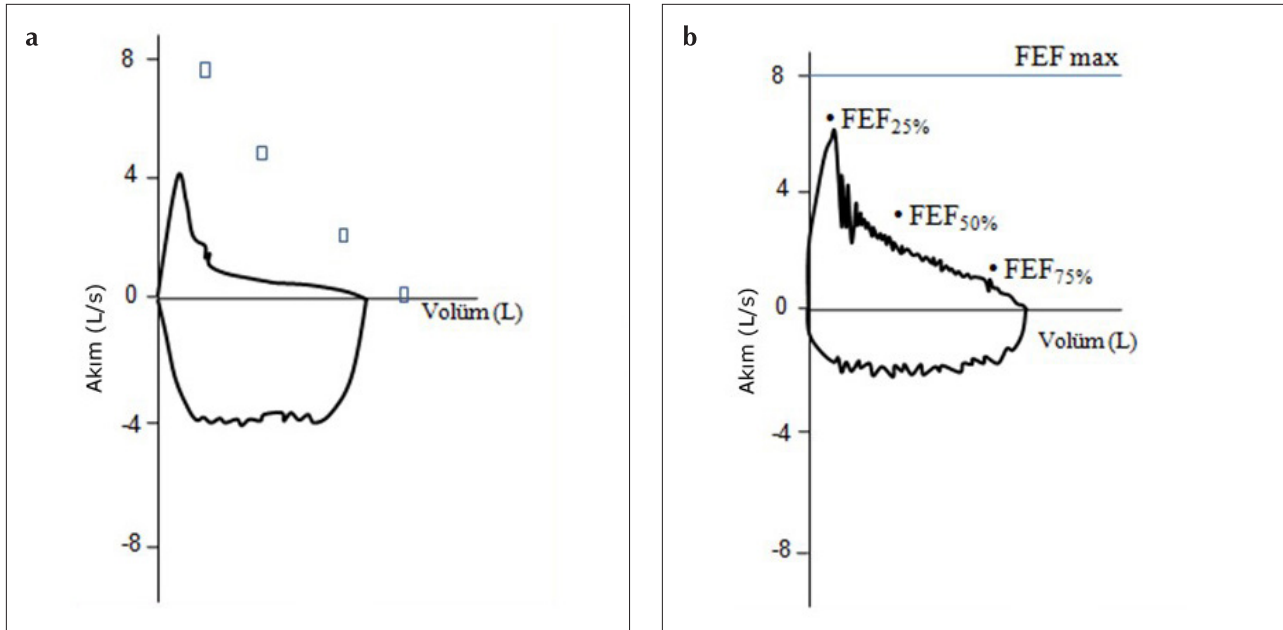 a
8
4
0
-4
-8
Akım (L/s)
Volüm (L)
b
FEF max
8
FEF25%
4
FEF50%
FEF75%
0
Volüm (L)
-4
-8
Akım (L/s)